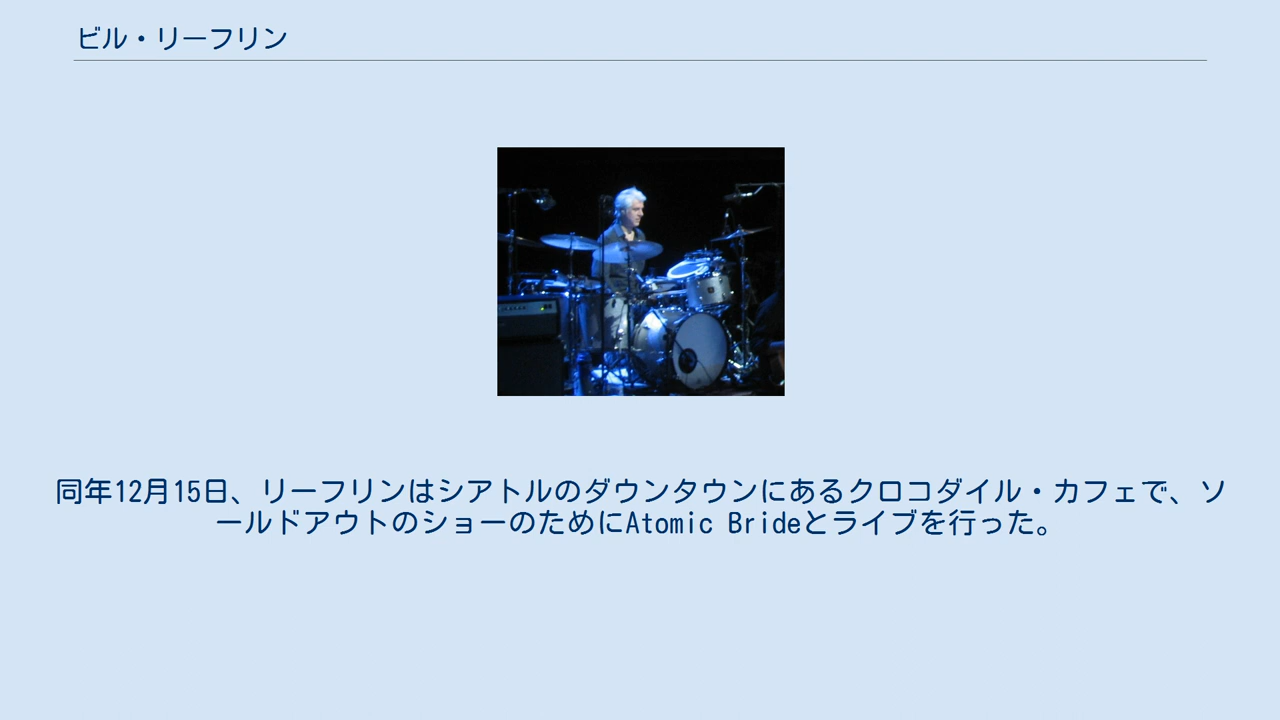 ビル・リーフリン
同年12月15日、リーフリンはシアトルのダウンタウンにあるクロコダイル・カフェで、ソ
ールドアウトのショーのためにAtomic Brideとライブを行った。